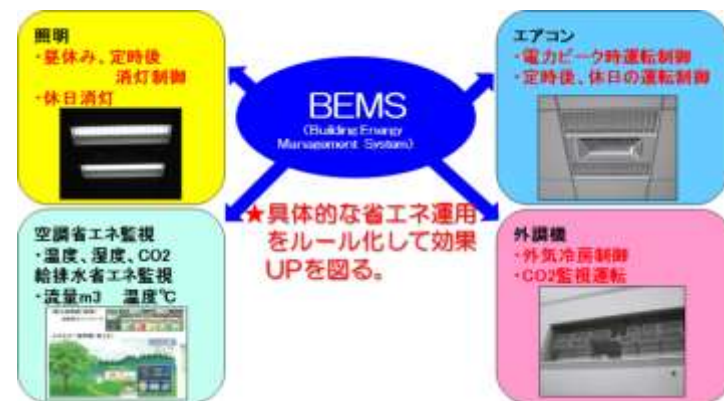 照明
・昼休み、定時後
消灯制御
・休日消灯
BEMS
(Building Energy
Management System)
エアコン
・電力ピーク時運転制御
・定時後、休日の運転制御
★具体的な省エネ運用
をルール化して効果
UPを図る。
空調省エネ監視
・温度、湿度、CO2
給排水省エネ監視
・流量m3 温度℃
外調機
・外気冷房制御
・CO2監視運転